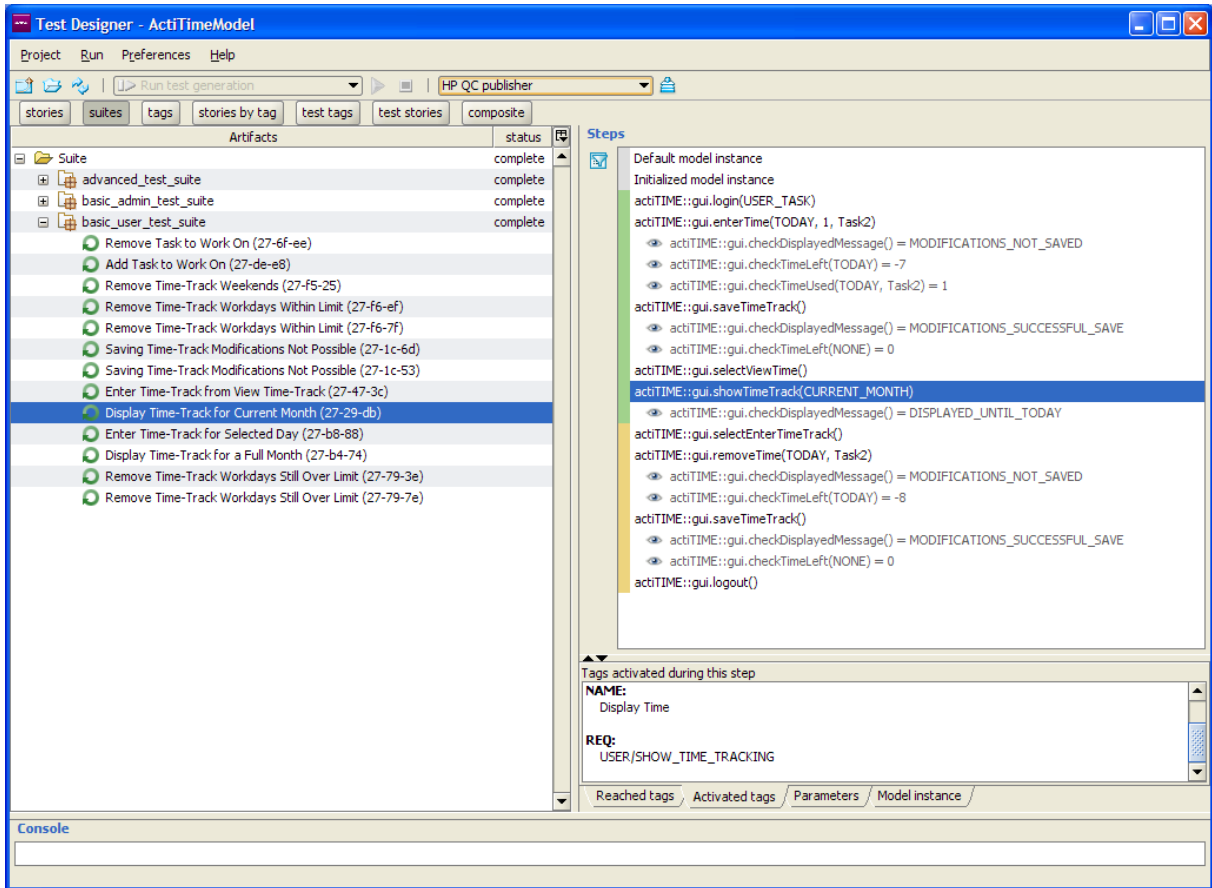 Test Designer - ActiTimeModel
Project Run Preferences Help
Run test generation HP QC publisher
stories suites tags stories by tag test tags test stories composite
Artifacts status
Suite complete
advanced_test_suite complete
basic_admin_test_suite complete
basic_user_test_suite complete
Remove Task to Work On (27-6f-ee)
Add Task to Work On (27-de-e8)
Remove Time-Track Weekends (27-f5-25)
Remove Time-Track Workdays Within Limit (27-f6-ef)
Remove Time-Track Workdays Within Limit (27-f6-7f)
Saving Time-Track Modifications Not Possible (27-1c-6d)
Saving Time-Track Modifications Not Possible (27-1c-53)
Enter Time-Track from View Time-Track (27-47-3c)
Display Time-Track for Current Month (27-29-db)
Enter Time-Track for Selected Day (27-b8-88)
Display Time-Track for a Full Month (27-b4-74)
Remove Time-Track Workdays Still Over Limit (27-79-3e)
Remove Time-Track Workdays Still Over Limit (27-79-7e)
Steps
Default model instance
Initialized model instance
actiTIME::gui.login(USER_TASK)
actiTIME::gui.enterTime(TODAY, 1, Task2)
actiTIME::gui.checkDisplayedMessage() = MODIFICATIONS_NOT_SAVED
actiTIME::gui.checkTimeLeft(TODAY) = -7
actiTIME::gui.checkTimeUsed(TODAY, Task2) = 1
actiTIME::gui.saveTimeTrack()
actiTIME::gui.checkDisplayedMessage() = MODIFICATIONS_SUCCESSFUL_SAVE
actiTIME::gui.checkTimeLeft(NONE) = 0
actiTIME::gui.selectViewTime()
actiTIME::gui.showTimeTrack(CURRENT_MONTH)
actiTIME::gui.checkDisplayedMessage() = DISPLAYED_UNTIL_TODAY
actiTIME::gui.selectEnterTimeTrack()
actiTIME::gui.removeTime(TODAY, Task2)
actiTIME::gui.checkDisplayedMessage() = MODIFICATIONS_NOT_SAVED
actiTIME::gui.checkTimeLeft(TODAY) = -8
actiTIME::gui.saveTimeTrack()
actiTIME::gui.checkDisplayedMessage() = MODIFICATIONS_SUCCESSFUL_SAVE
actiTIME::gui.checkTimeLeft(NONE) = 0
actiTIME::gui.logout()
Tags activated during this step
NAME:
Display Time
REQ:
USER/SHOW_TIME_TRACKING
Reached tags Activated tags Parameters Model instance
Console